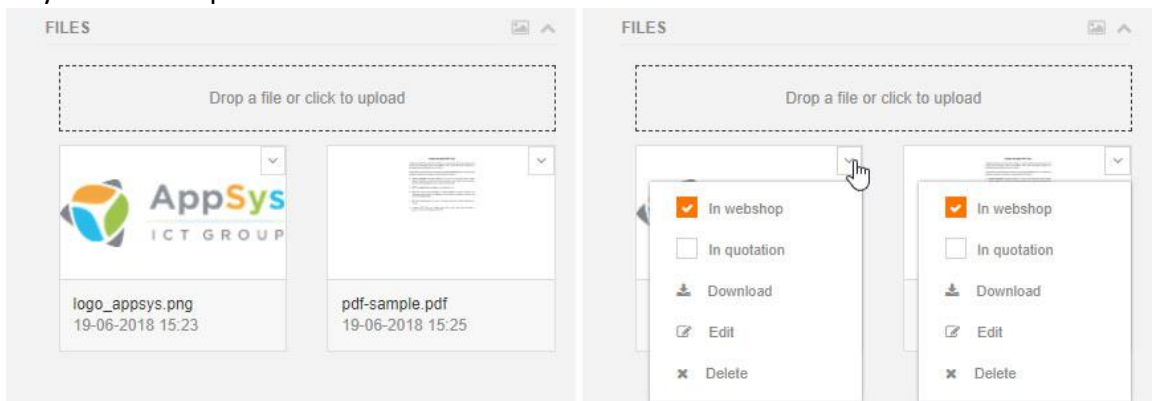 FILES
Drop a file or click to upload
AppSys
ICT GROUP
logo_appsys.png
19-06-2018 15:23
pdf-sample.pdf
19-06-2018 15:25
FILES
Drop a file or click to upload
In webshop
In quotation
Download
Edit
Delete
In webshop
In quotation
Download
Edit
Delete